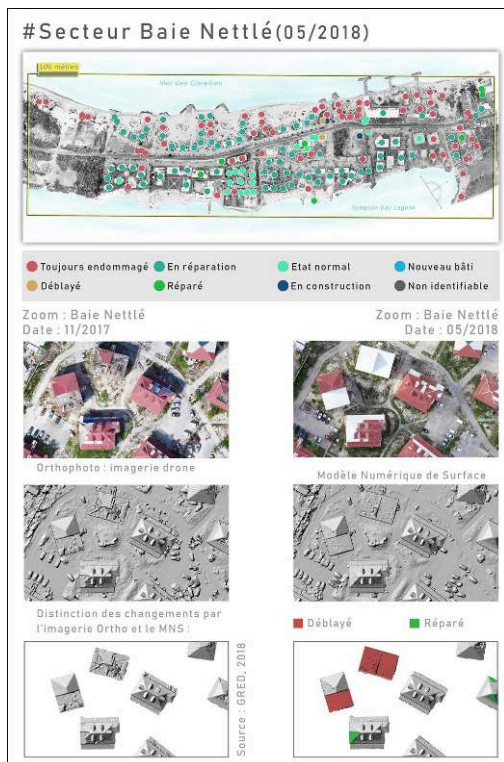 #Secteur Baie Nettlé(05/2018)
100 mètres
Mer des Caraïbes
Simpson bay Lagoon
Toujours endommagé
En réparation
Etat normal
Nouveau bâti
Déblayé
Réparé
En construction
Non identifiable
Zoom : Baie Nettlé
Date : 11/2017
Zoom : Baie Nettlé
Date : 05/2018
Orthophoto : imagerie drone
Modèle Numérique de Surface
Distinction des changements par
l'imagerie Ortho et le MNS :
Déblayé
Réparé
Source : GRED, 2018